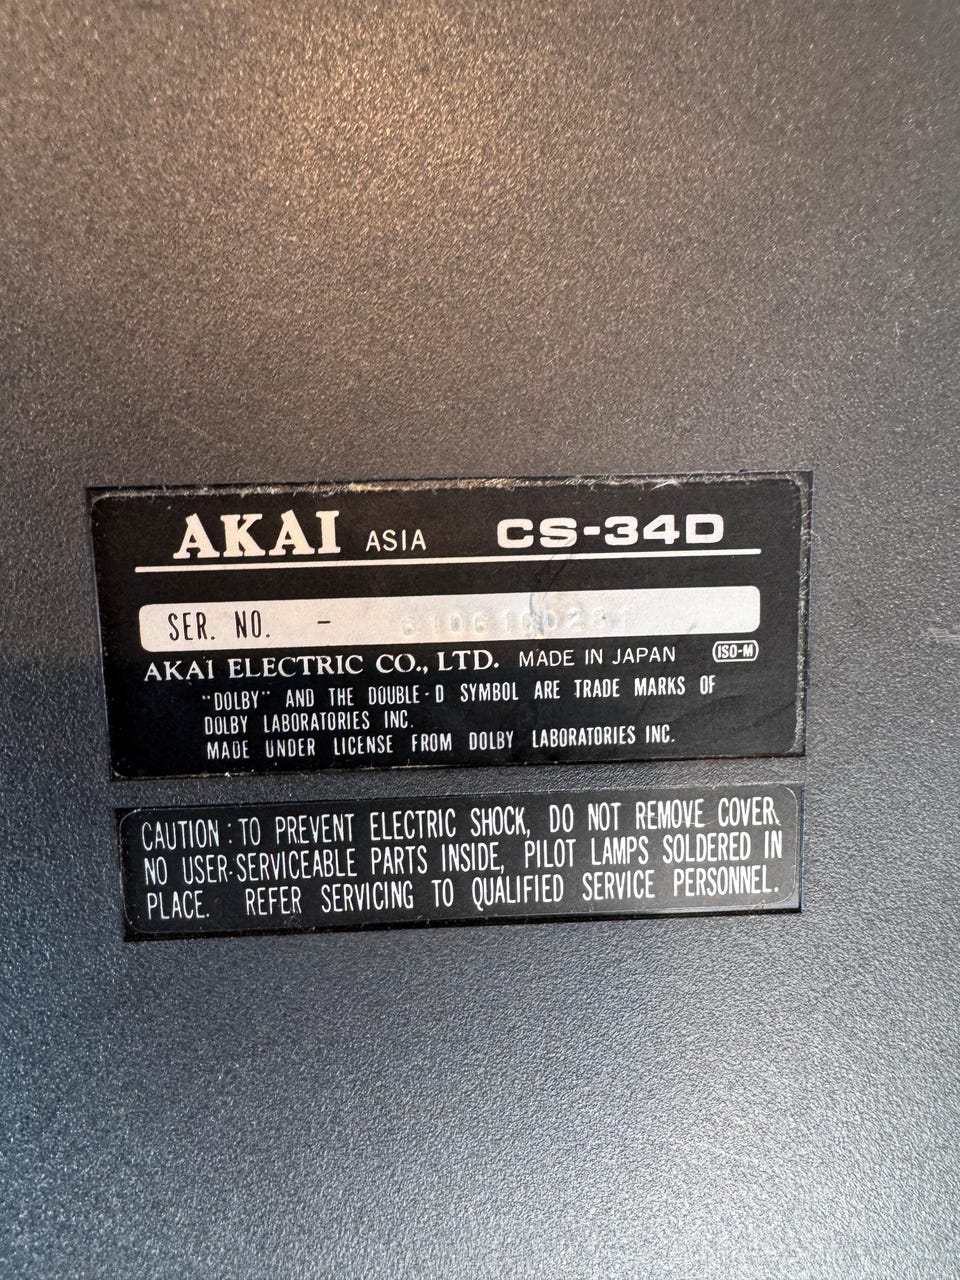 AKAI ASIA CS-34D
SER. NO. -
AKAI ELECTRIC CO., LTD. MADE IN JAPAN ISO-M
"DOLBY" AND THE DOUBLE-D SYMBOL ARE TRADE MARKS OF
DOLBY LABORATORIES INC.
MADE UNDER LICENSE FROM DOLBY LABORATORIES INC.
CAUTION : TO PREVENT ELECTRIC SHOCK, DO NOT REMOVE COVER.
NO USER-SERVICEABLE PARTS INSIDE, PILOT LAMPS SOLDERED IN
PLACE. REFER SERVICING TO QUALIFIED SERVICE PERSONNEL.